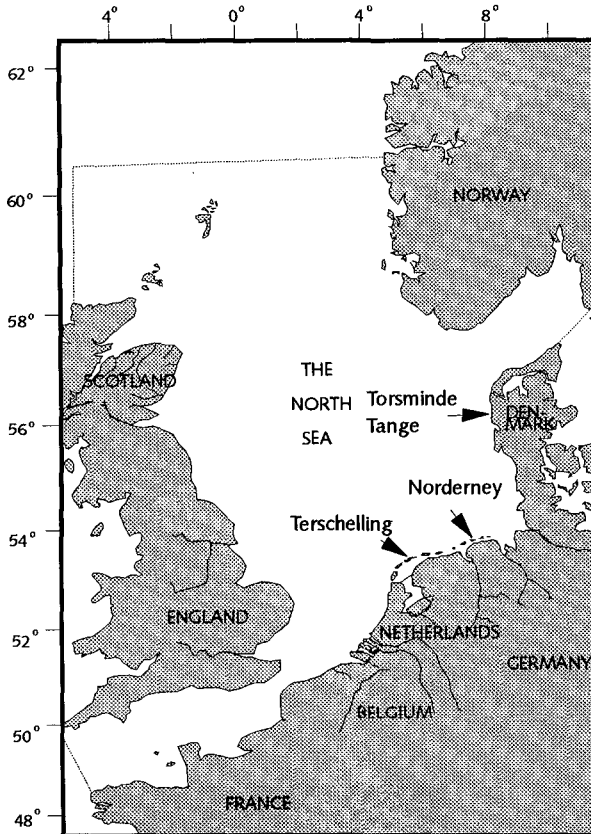 4° 0° 4° 8°
62°
60°
NORWAY
58°
THE
NORTH
SEA
SCOTLAND
Torsminde
Tange
DEN-
MARK
56°
Norderney
Terschelling
54°
ENGLAND
NETHERLANDS
52°
GERMANY
BELGIUM
50°
FRANCE
48°